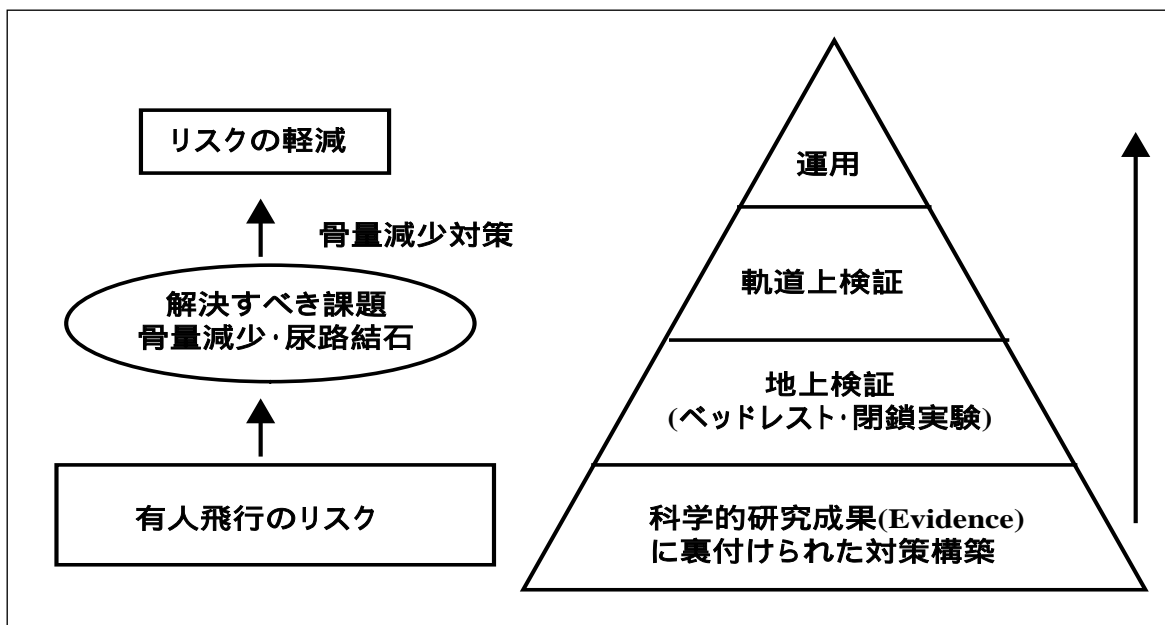 リスクの軽減
骨量減少対策
解決すべき課題
骨量減少・尿路結石
有人飛行のリスク
運用
軌道上検証
地上検証
(ベッドレスト・閉鎖実験)
科学的研究成果(Evidence)
に裏付けられた対策構築